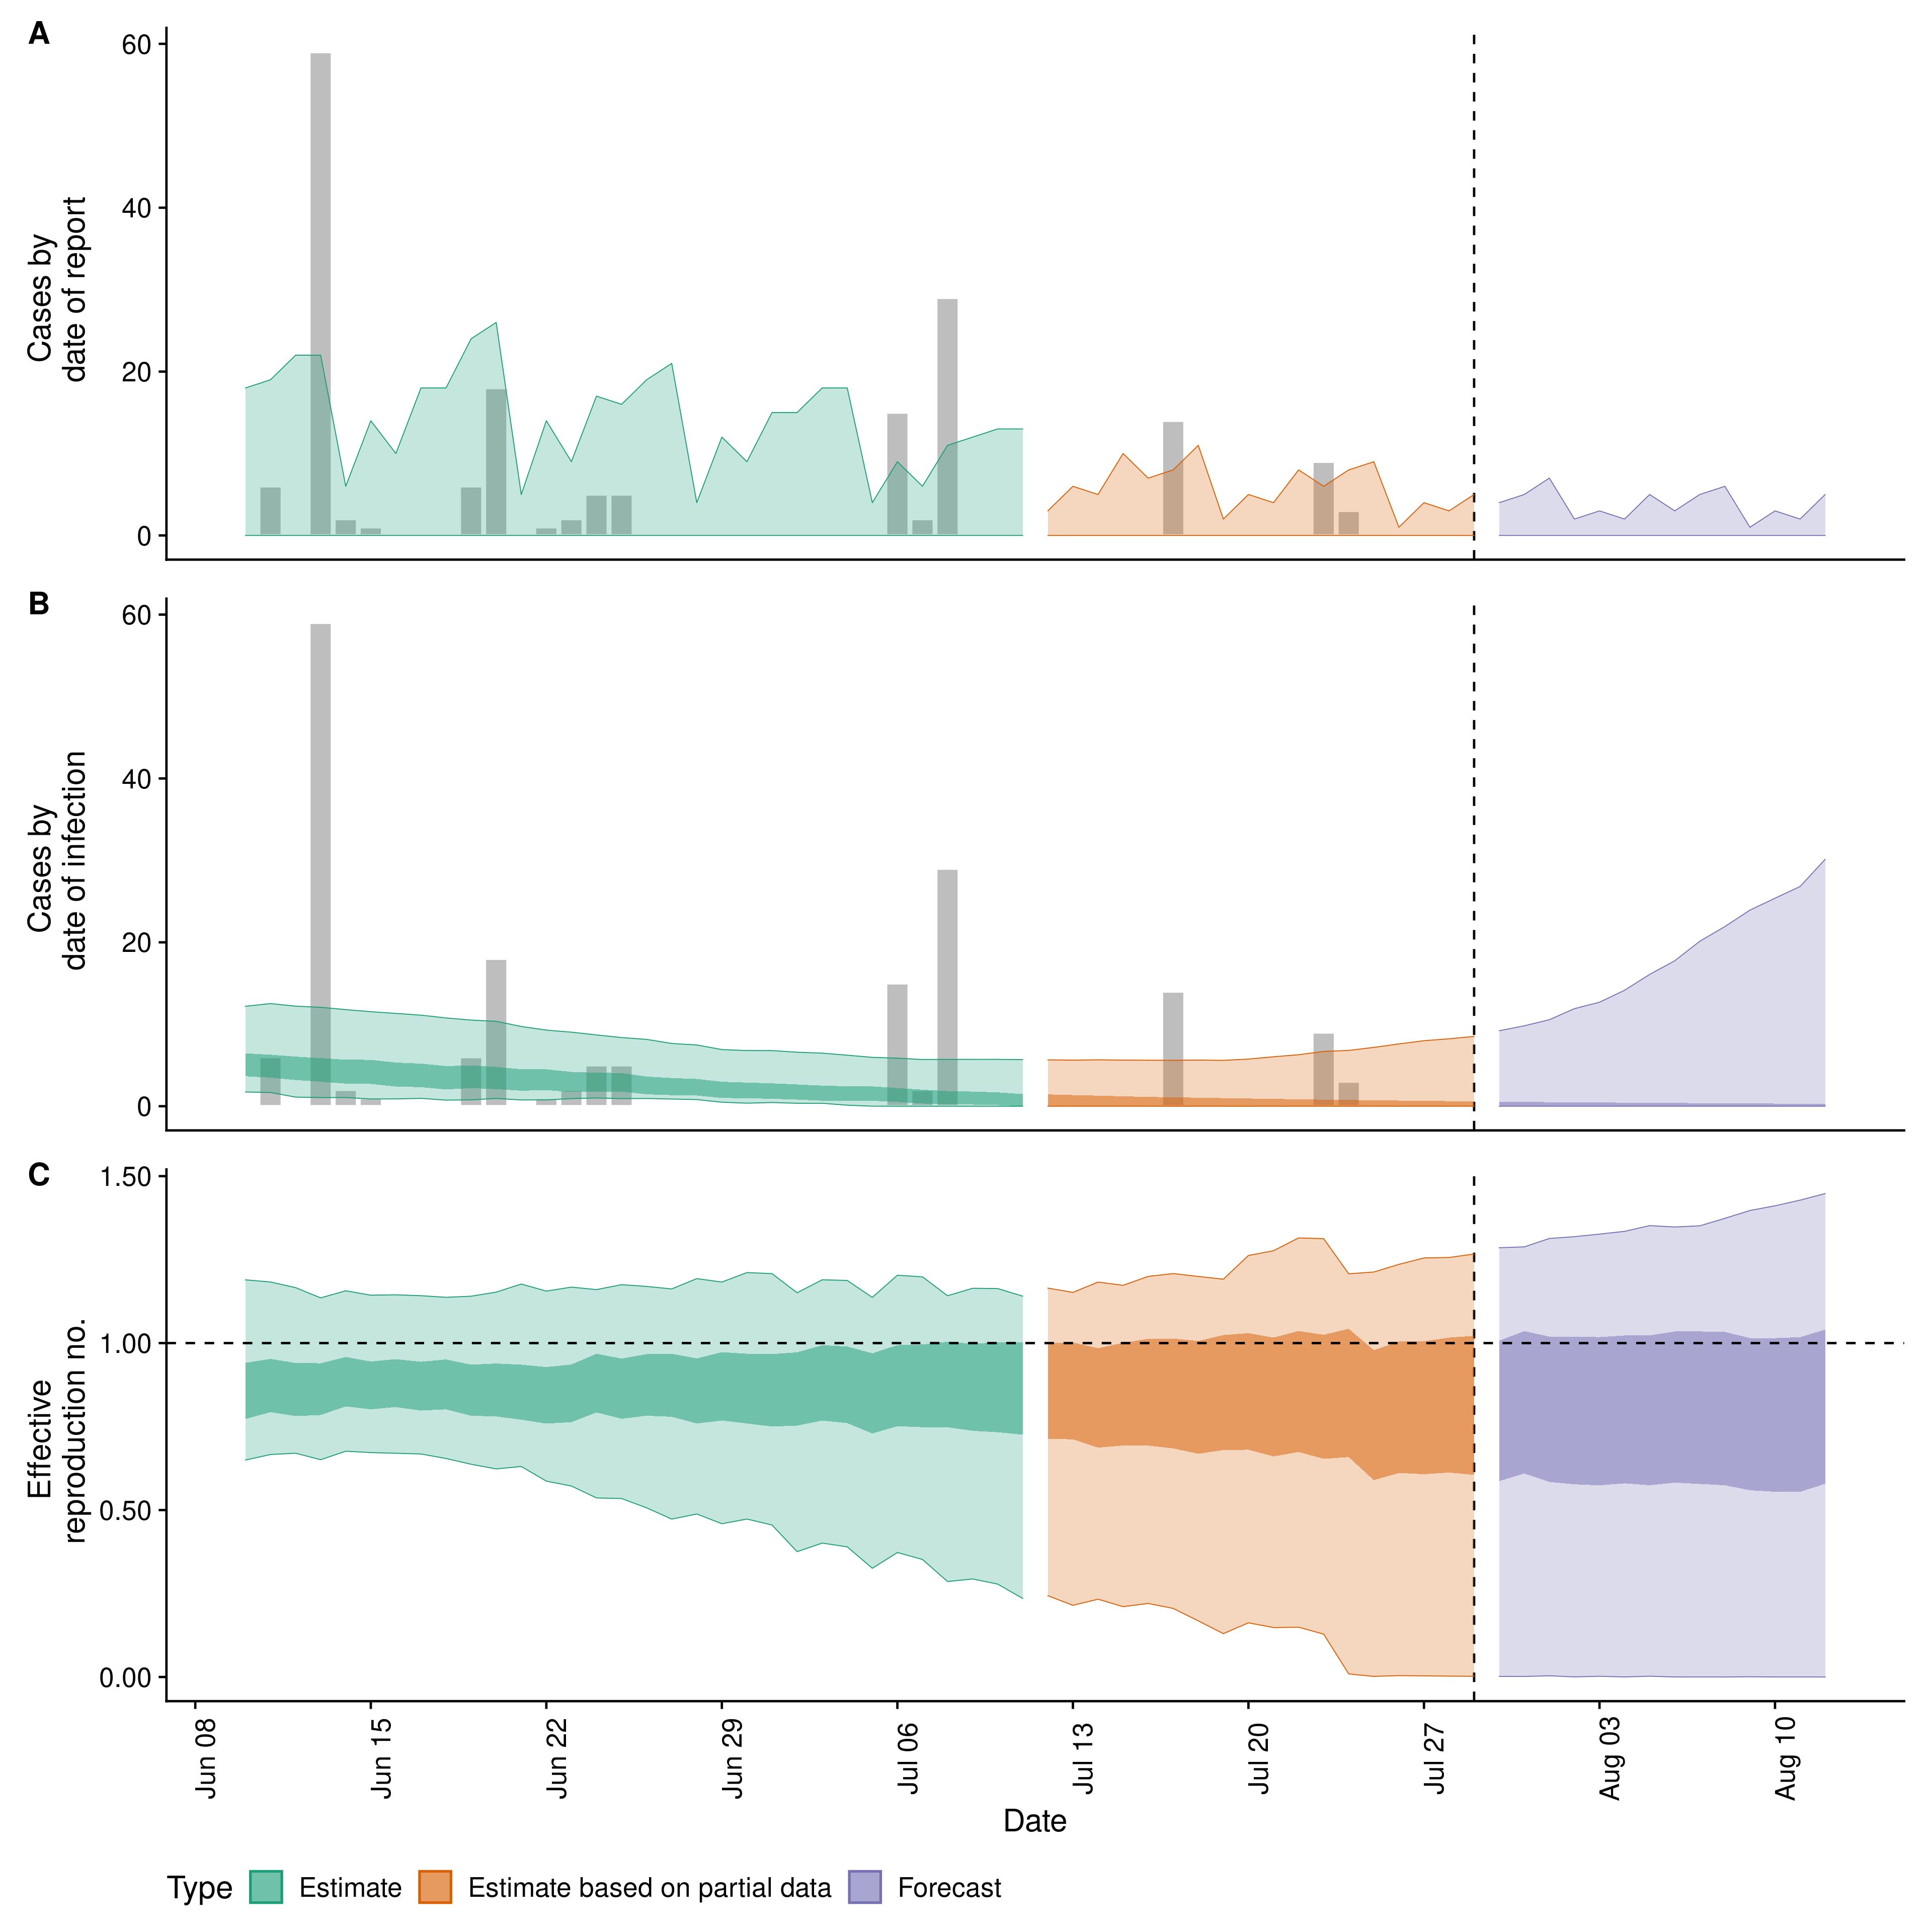 A
60
40
20
0
Cases by
date of report
B
60
40
20
0
Cases by
date of infection
C
1.50
1.00
0.50
0.00
Effective
reproduction no.
Jun 08
Jun 15
Jun 22
Jun 29
Jul 06
Jul 13
Jul 20
Jul 27
Aug 03
Aug 10
Date
Type Estimate Estimate based on partial data Forecast